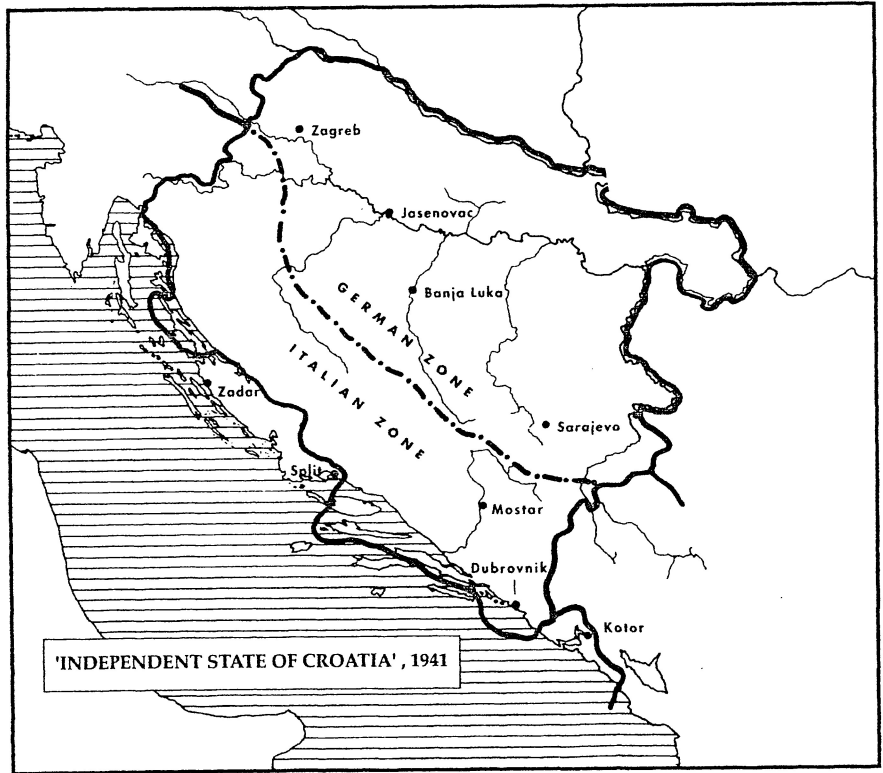 Zagreb
Jasenovac
Banja Luka
GERMAN ZONE
ITALIAN ZONE
Zadar
Sarajevo
Split
Mostar
Dubrovnik
Kotor
'INDEPENDENT STATE OF CROATIA', 1941